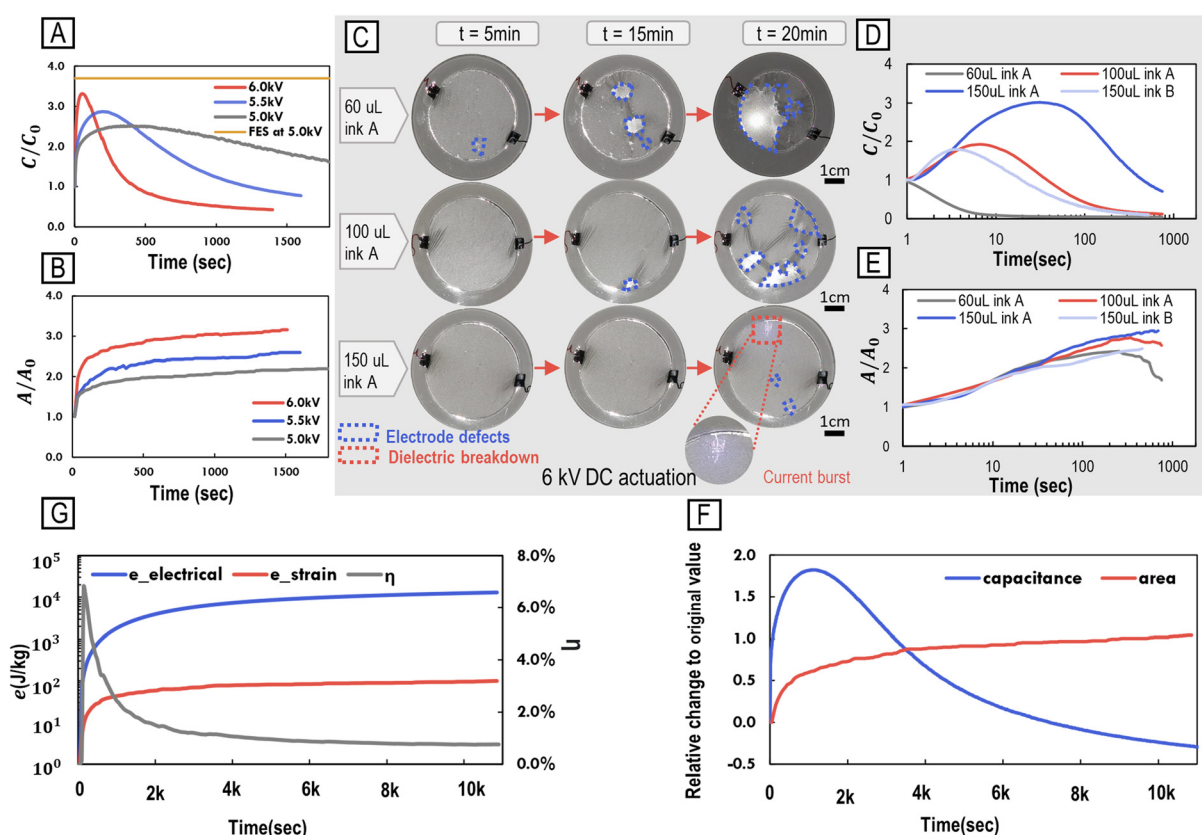 A
4.0
3.0
2.0
1.0
0.0
C/C0
6.0kV
5.5kV
5.0kV
FES at 5.0kV
0
500
1000
1500
Time (sec)
B
4.0
3.0
2.0
1.0
0.0
A/A0
6.0kV
5.5kV
5.0kV
0
500
1000
1500
Time (sec)
C
t = 5min
t = 15min
t = 20min
60 uL
ink A
1cm
100 uL
ink A
1cm
150 uL
ink A
1cm
Electrode defects
Dielectric breakdown
6 kV DC actuation
Current burst
D
60uL ink A
100uL ink A
150uL ink A
150uL ink B
4
3
2
1
0
C/C0
1
10
100
1000
Time(sec)
E
60uL ink A
100uL ink A
150uL ink A
150uL ink B
4
3
2
1
0
A/A0
1
10
100
1000
Time (sec)
G
e_electrical
e_strain
η
10^5
10^4
10^3
10^2
10^1
10^0
e(J/kg)
8.0%
6.0%
4.0%
2.0%
0.0%
η
0
2k
4k
6k
8k
10k
Time(sec)
F
capacitance
area
2.0
1.5
1.0
0.5
0.0
-0.5
Relative change to original value
0
2k
4k
6k
8k
10k
Time(sec)